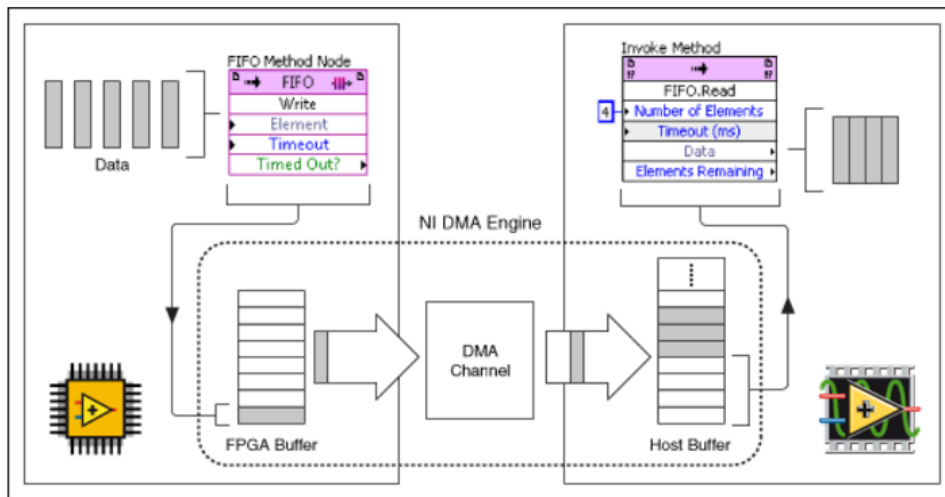 FIFO Method Node
FIFO
Write
Element
Timeout
Timed Out?
Data
Invoke Method
FIFO.Read
4
Number of Elements
Timeout (ms)
Data
Elements Remaining
NI DMA Engine
DMA
Channel
FPGA Buffer
Host Buffer